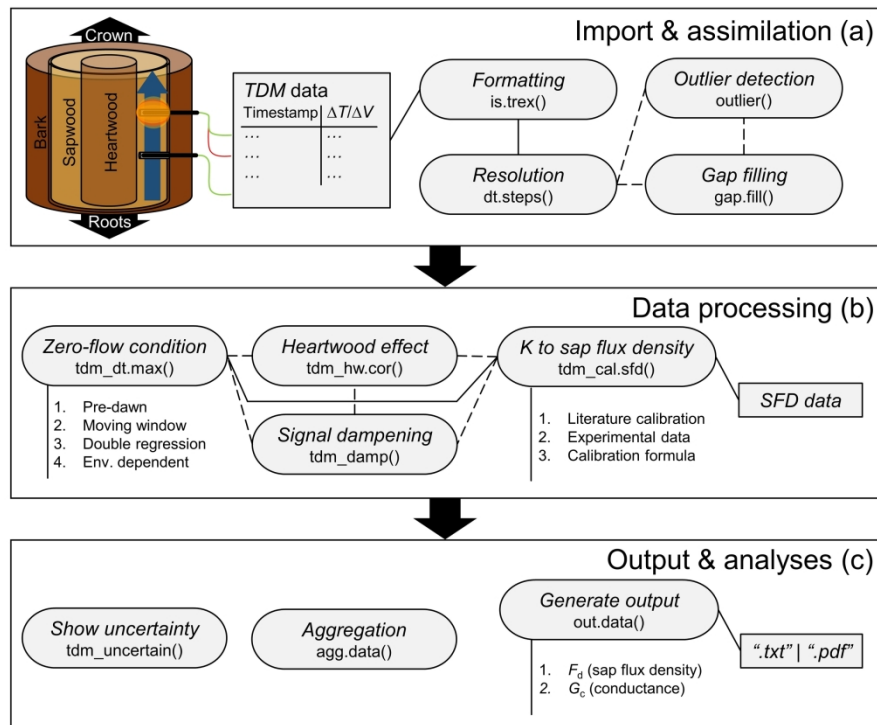 Import & assimilation (a)
Crown
Bark
Sapwood
Heartwood
Roots
TDM data
Timestamp ΔT/ΔV
... ...
... ...
... ...
Formatting
is.trex()
Outlier detection
outlier()
Resolution
dt.steps()
Gap filling
gap.fill()
Data processing (b)
Zero-flow condition
tdm_dt.max()
Heartwood effect
tdm_hw.cor()
K to sap flux density
tdm_cal.sfd()
1. Pre-dawn
2. Moving window
3. Double regression
4. Env. dependent
Signal dampening
tdm_damp()
1. Literature calibration
2. Experimental data
3. Calibration formula
SFD data
Output & analyses (c)
Show uncertainty
tdm_uncertain()
Aggregation
agg.data()
Generate output
out.data()
1. Fd (sap flux density)
2. Gc (conductance)
“.txt” | “.pdf”